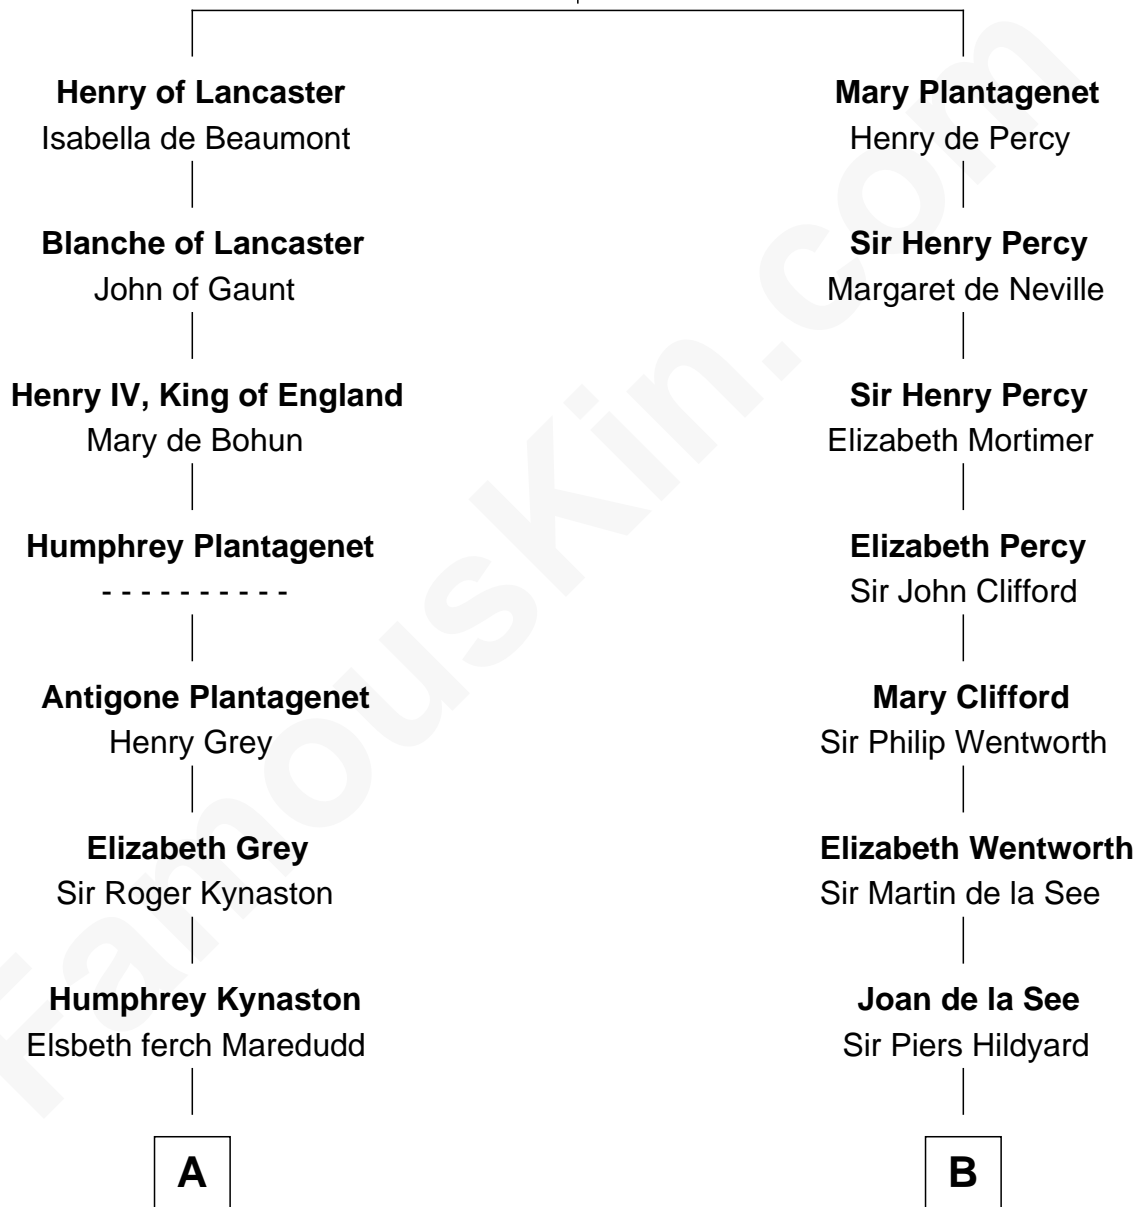 Henry of Lancaster
Isabella de Beaumont
Blanche of Lancaster
John of Gaunt
Henry IV, King of England
Mary de Bohun
Humphrey Plantagenet
- - - - - - - - - -
Antigone Plantagenet
Henry Grey
Elizabeth Grey
Sir Roger Kynaston
Humphrey Kynaston
Elsbeth ferch Maredudd
A
Mary Plantagenet
Henry de Percy
Sir Henry Percy
Margaret de Neville
Sir Henry Percy
Elizabeth Mortimer
Elizabeth Percy
Sir John Clifford
Mary Clifford
Sir Philip Wentworth
Elizabeth Wentworth
Sir Martin de la See
Joan de la See
Sir Piers Hildyard
B
FamousKin.com